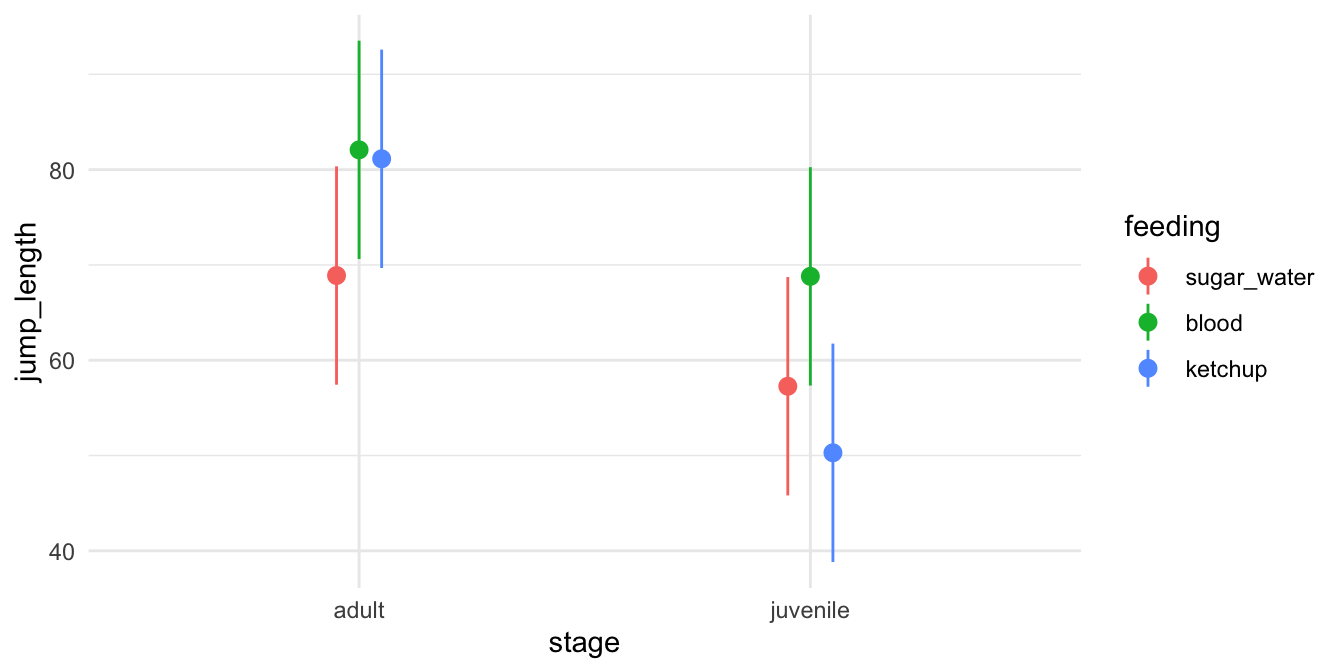 jump_length
80
60
40
adult
juvenile
stage
feeding
sugar_water
blood
ketchup